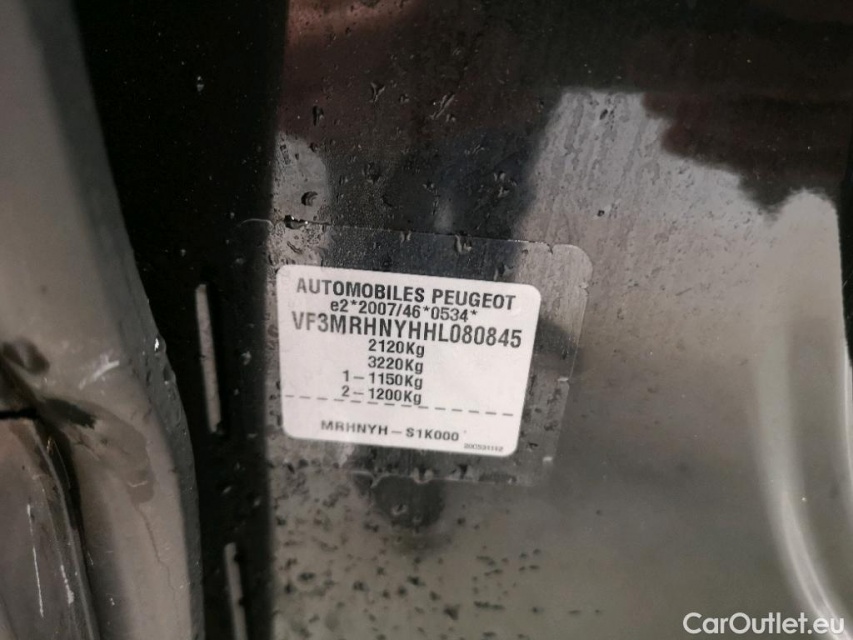 AUTOMOBILES PEUGEOT
e2*2007/46*0534*
VF3MRHNYHHL080845
2120Kg
3220Kg
1-1150Kg
2-1200Kg
MRHNYH-S1K000
CarOutlet.eu